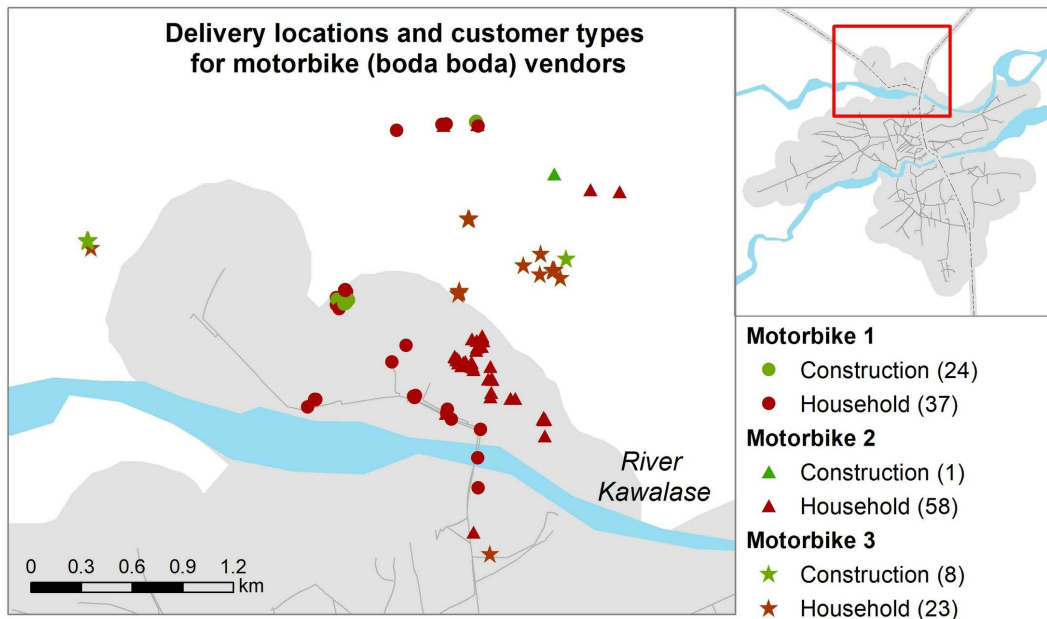 Delivery locations and customer types
for motorbike (boda boda) vendors
River
Kawalase
0 0.3 0.6 0.9 1.2
km
Motorbike 1
Construction (24)
Household (37)
Motorbike 2
Construction (1)
Household (58)
Motorbike 3
Construction (8)
Household (23)